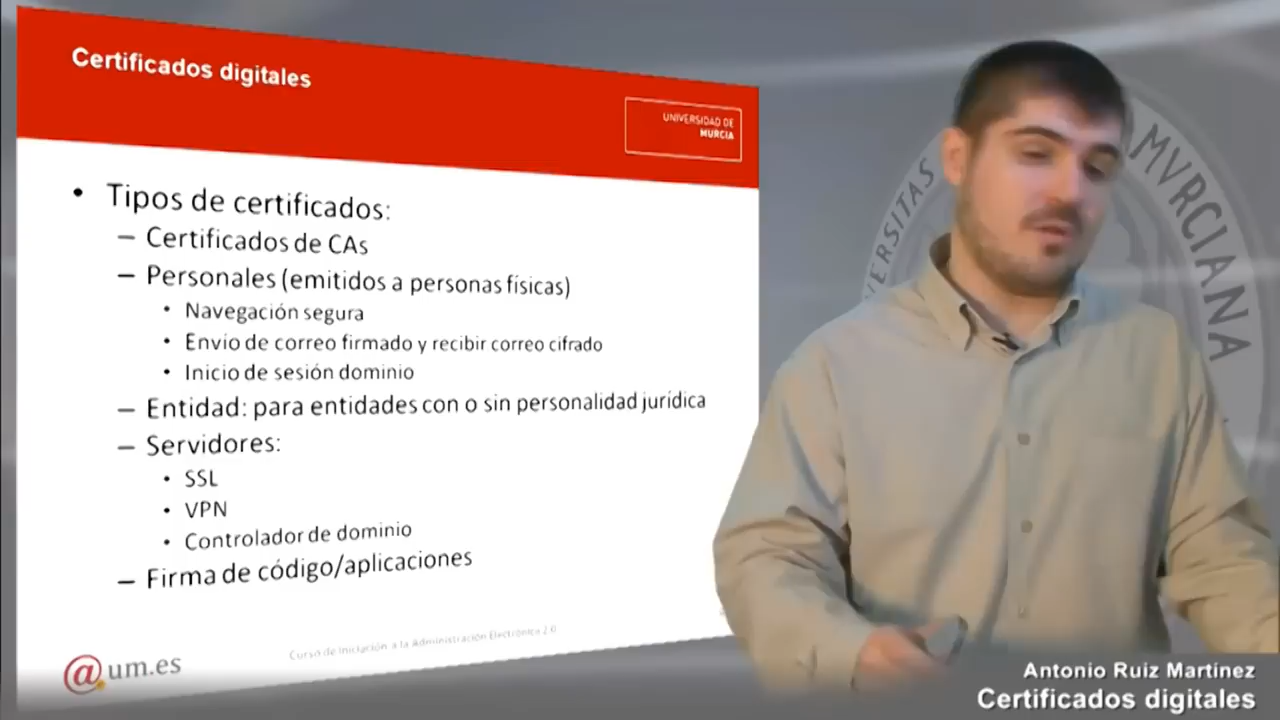 Certificados digitales
UNIVERSIDAD DE
MURCIA
• Tipos de certificados:
– Certificados de CAs
– Personales (emitidos a personas físicas)
• Navegación segura
• Envío de correo firmado y recibir correo cifrado
• Inicio de sesión dominio
– Entidad: para entidades con o sin personalidad jurídica
– Servidores:
• SSL
• VPN
• Controlador de dominio
– Firma de código/aplicaciones
Curso de Iniciación a la Administración Electrónica 2.0
@um.es
MVRCIANA
Antonio Ruiz Martínez
Certificados digitales